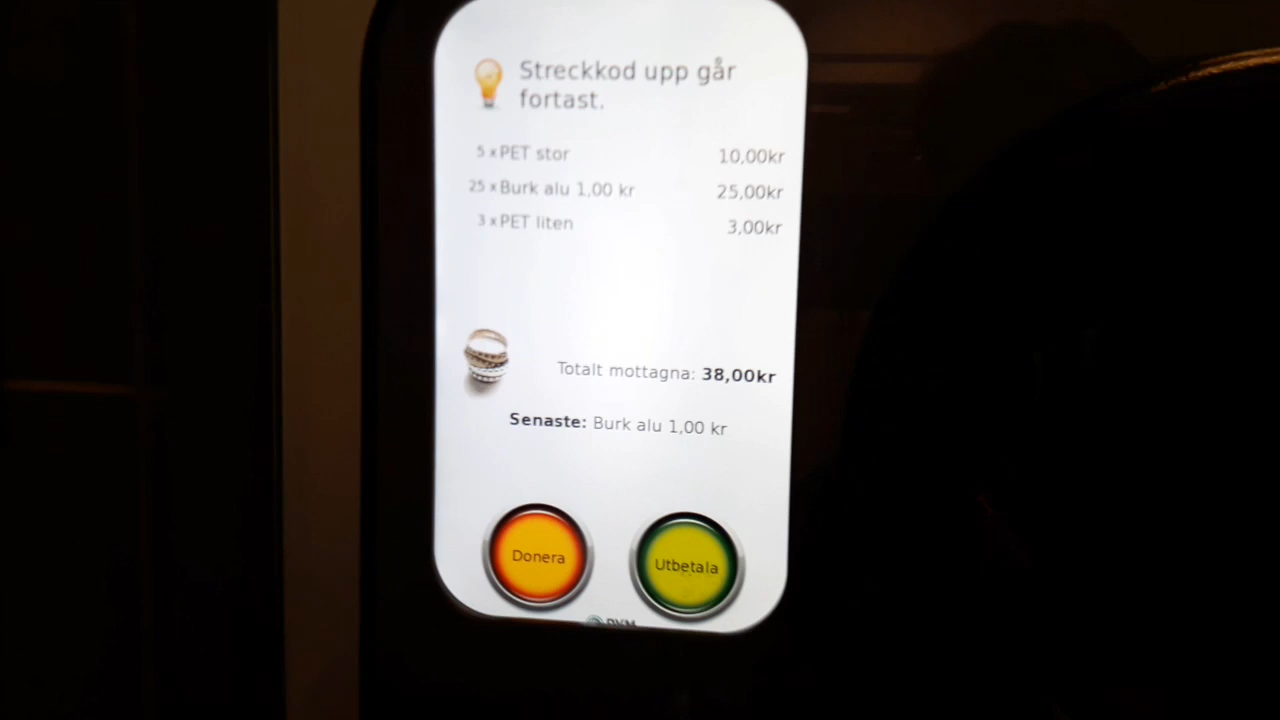 Streckkod upp går
fortast.
5 x PET stor 10,00kr
25 x Burk alu 1,00 kr 25,00kr
3 x PET liten 3,00kr
Totalt mottagna: 38,00kr
Senaste: Burk alu 1,00 kr
Donera Utbetala